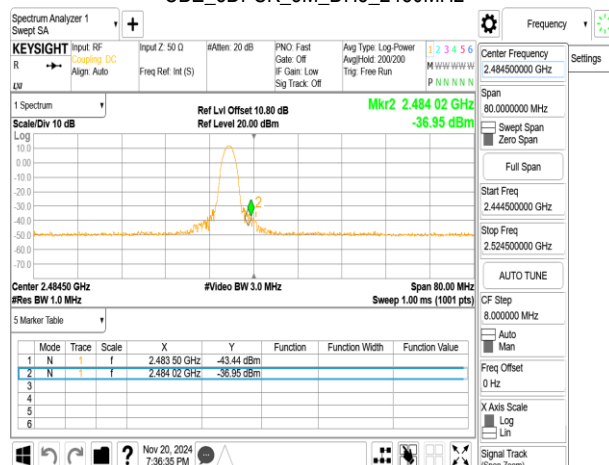 Spectrum Analyzer 1
Swept SA
+
Frequency
KEYSIGHT
R
LXI
Input: RF
Coupling: DC
Align: Auto
Input Z: 50 Ω
Freq Ref: Int (S)
#Atten: 20 dB
PNO: Fast
Gate: Off
IF Gain: Low
Sig Track: Off
Avg Type: Log-Power
Avg|Hold: 200/200
Trig: Free Run
1 2 3 4 5 6
M W W W W W
P N N N N N
Center Frequency
2.484500000 GHz
Settings
Span
80.0000000 MHz
Swept Span
Zero Span
Full Span
Start Freq
2.444500000 GHz
Stop Freq
2.524500000 GHz
AUTO TUNE
CF Step
8.000000 MHz
Auto
Man
Freq Offset
0 Hz
X Axis Scale
Log
Lin
Signal Track
1 Spectrum
Scale/Div 10 dB
Ref Lvl Offset 10.80 dB
Ref Level 20.00 dBm
Mkr2 2.484 02 GHz
-36.95 dBm
Log
10.0
0.00
-10.0
-20.0
-30.0
-40.0
-50.0
-60.0
-70.0
2
Center 2.48450 GHz
#Res BW 1.0 MHz
#Video BW 3.0 MHz
Span 80.00 MHz
Sweep 1.00 ms (1001 pts)
5 Marker Table
Mode Trace Scale X Y Function Function Width Function Value
1 N 1 f 2.483 50 GHz -43.44 dBm
2 N 1 f 2.484 02 GHz -36.95 dBm
3
4
5
6
?
Nov 20, 2024
7:36:35 PM